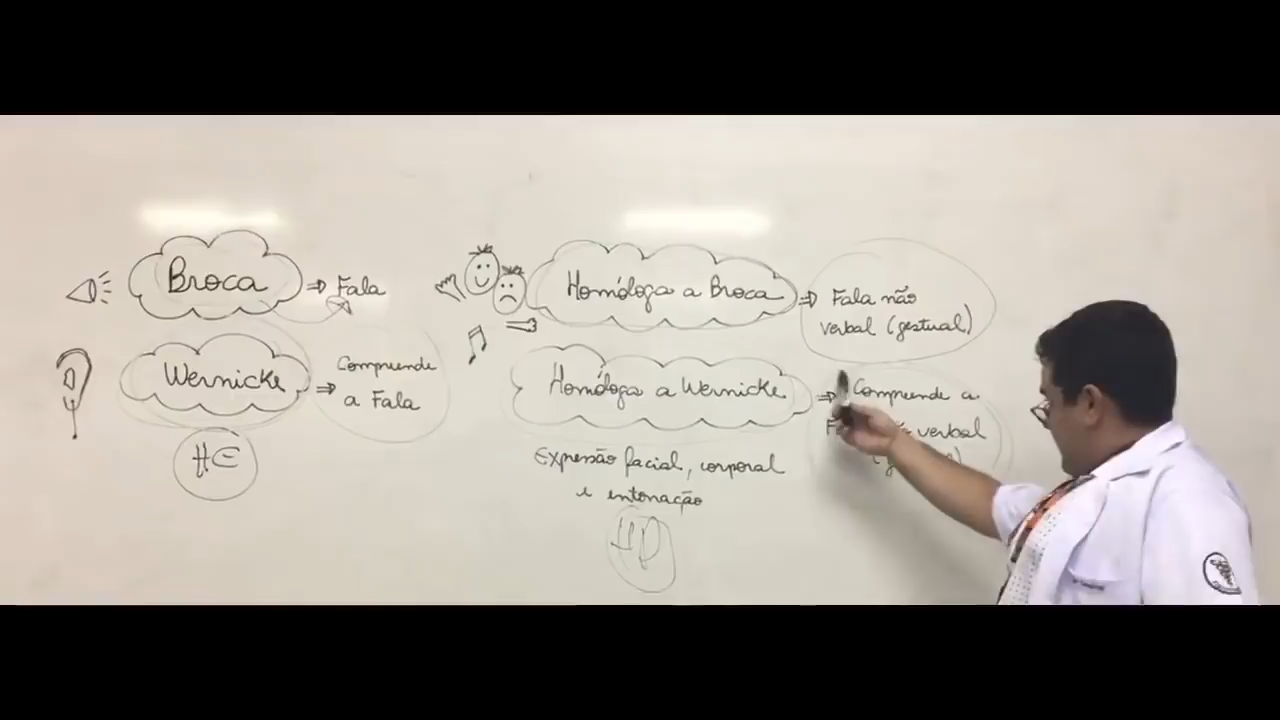 Broca ⇒ Fala
Wernicke ⇒ Compreende
a Fala
HE
Homóloga a Broca ⇒ Fala não
verbal (gestual)
Homóloga a Wernicke ⇒ Compreende a
verbal
Expressão facial, corporal
e entonação
HD